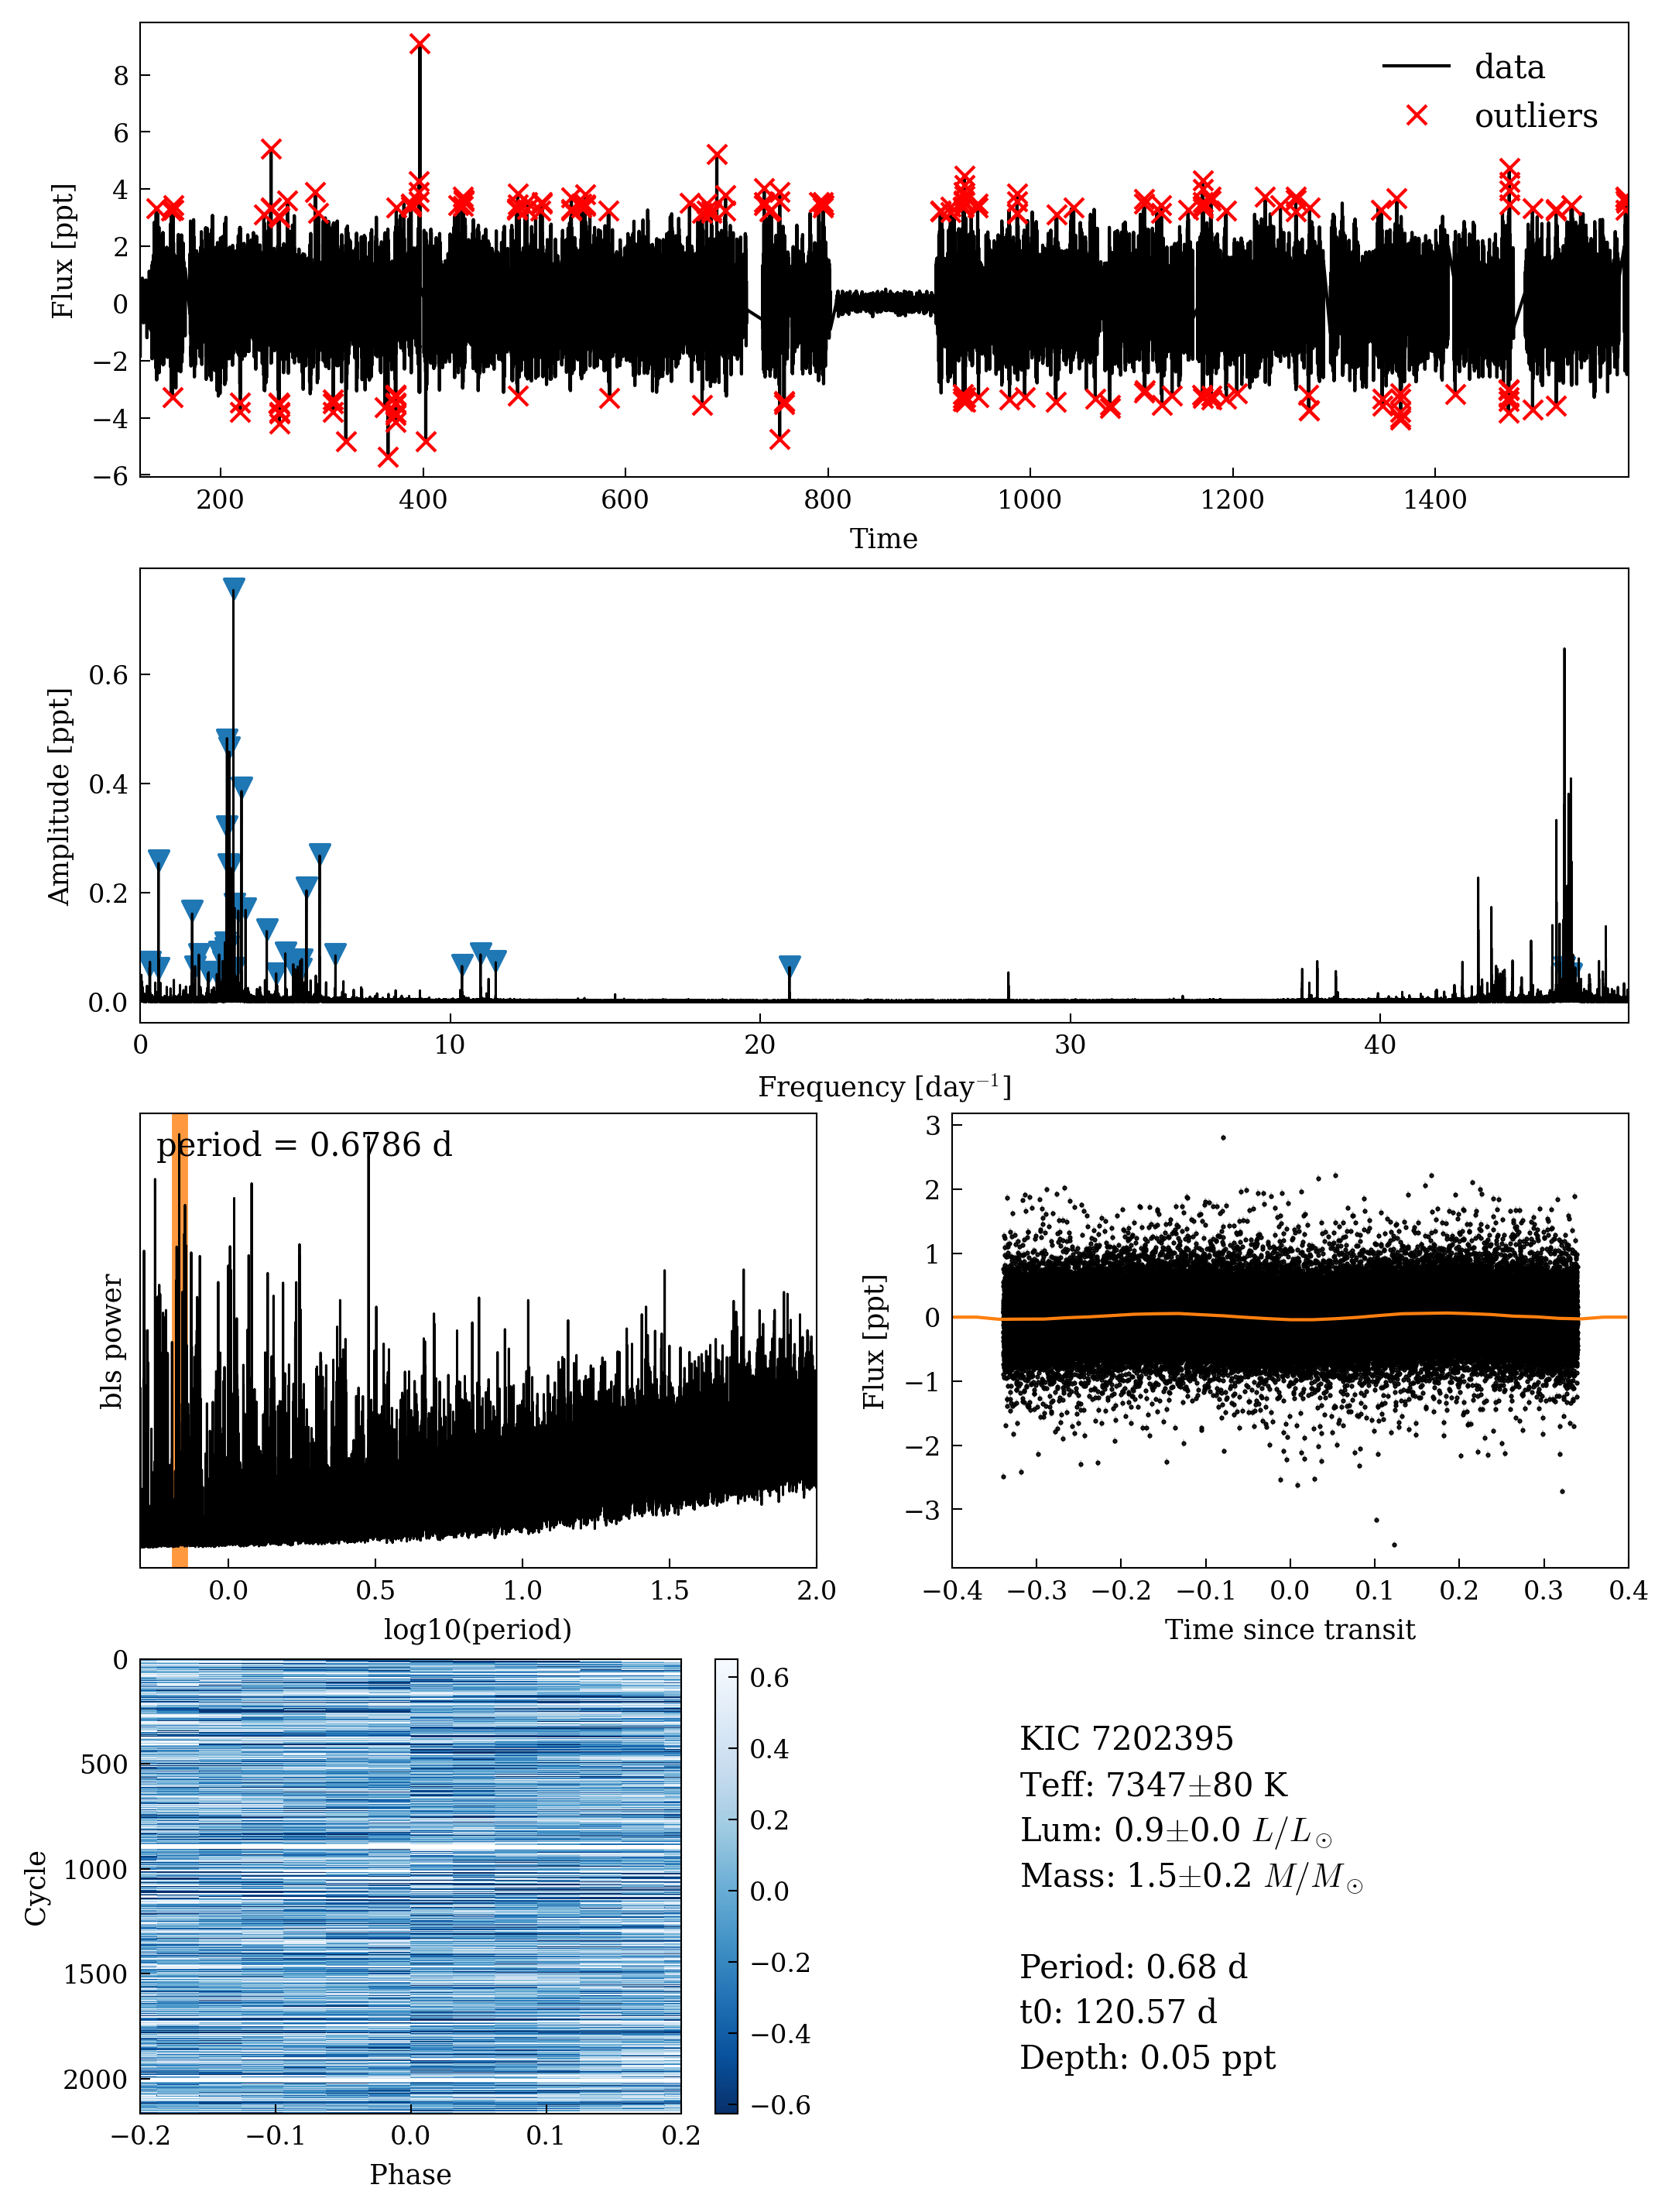 8
6
4
2
0
−2
−4
−6
Flux [ppt]
data
outliers
200 400 600 800 1000 1200 1400
Time
0.6
0.4
0.2
0.0
Amplitude [ppt]
0 10 20 30 40
Frequency [day⁻¹]
period = 0.6786 d
bls power
0.0 0.5 1.0 1.5 2.0
log10(period)
3
2
1
0
−1
−2
−3
Flux [ppt]
−0.4 −0.3 −0.2 −0.1 0.0 0.1 0.2 0.3 0.4
Time since transit
0
500
1000
1500
2000
Cycle
−0.2 −0.1 0.0 0.1 0.2
Phase
0.6
0.4
0.2
0.0
−0.2
−0.4
−0.6
KIC 7202395
Teff: 7347±80 K
Lum: 0.9±0.0 L/L⊙
Mass: 1.5±0.2 M/M⊙
Period: 0.68 d
t0: 120.57 d
Depth: 0.05 ppt